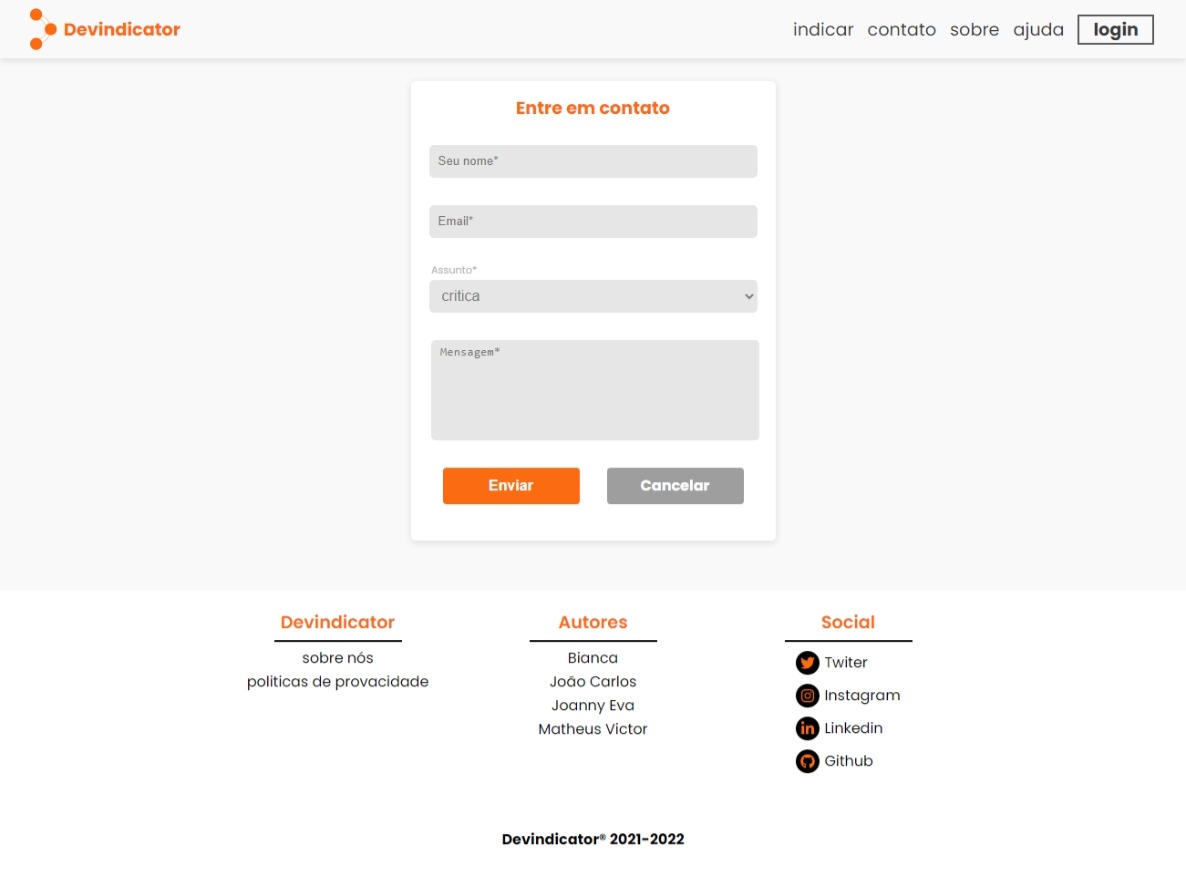 Devindicator
indicar contato sobre ajuda login
Entre em contato
Seu nome*
Email*
Assunto*
critica
Mensagem*
Enviar Cancelar
Devindicator
sobre nós
politicas de provacidade
Autores
Bianca
João Carlos
Joanny Eva
Matheus Victor
Social
Twiter
Instagram
Linkedin
Github
Devindicator® 2021-2022